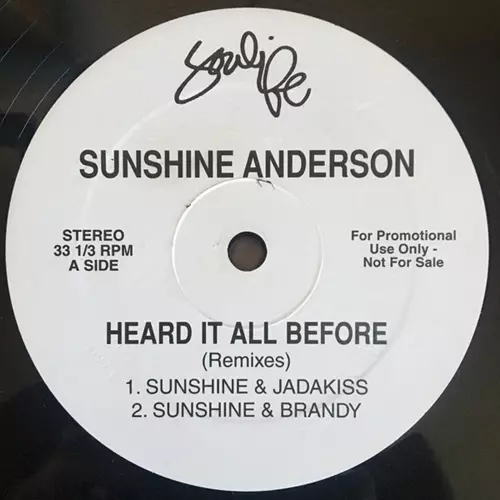 Soulife
SUNSHINE ANDERSON
STEREO
33 1/3 RPM
A SIDE
For Promotional
Use Only -
Not For Sale
HEARD IT ALL BEFORE
(Remixes)
1. SUNSHINE & JADAKISS
2. SUNSHINE & BRANDY